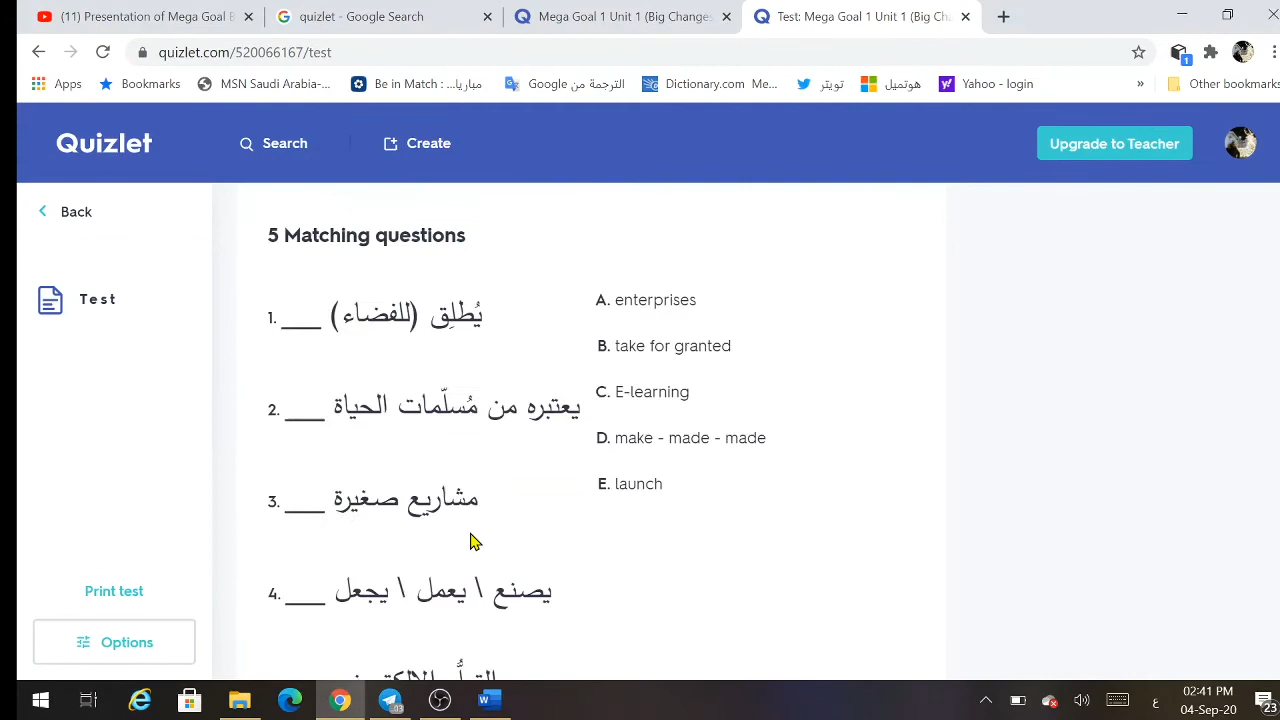 (11) Presentation of Mega Goal B
quizlet - Google Search
Mega Goal 1 Unit 1 (Big Changes
Test: Mega Goal 1 Unit 1 (Big Ch
quizlet.com/520066167/test
1
Apps
Bookmarks
MSN Saudi Arabia-...
Be in Match : مباريا...
الترجمة من Google
Dictionary.com Me...
تويتر
هوتميل
Yahoo - login
»
Other bookmarks
Quizlet
Search
Create
Upgrade to Teacher
Back
Test
Print test
Options
5 Matching questions
1. ___ يُطلِق (للفضاء)
2. ___ يعتبره من مُسلّمات الحياة
3. ___ مشاريع صغيرة
4. ___ يصنع \ يعمل \ يجعل
A. enterprises
B. take for granted
C. E-learning
D. make - made - made
E. launch
ع
02:41 PM
04-Sep-20
23